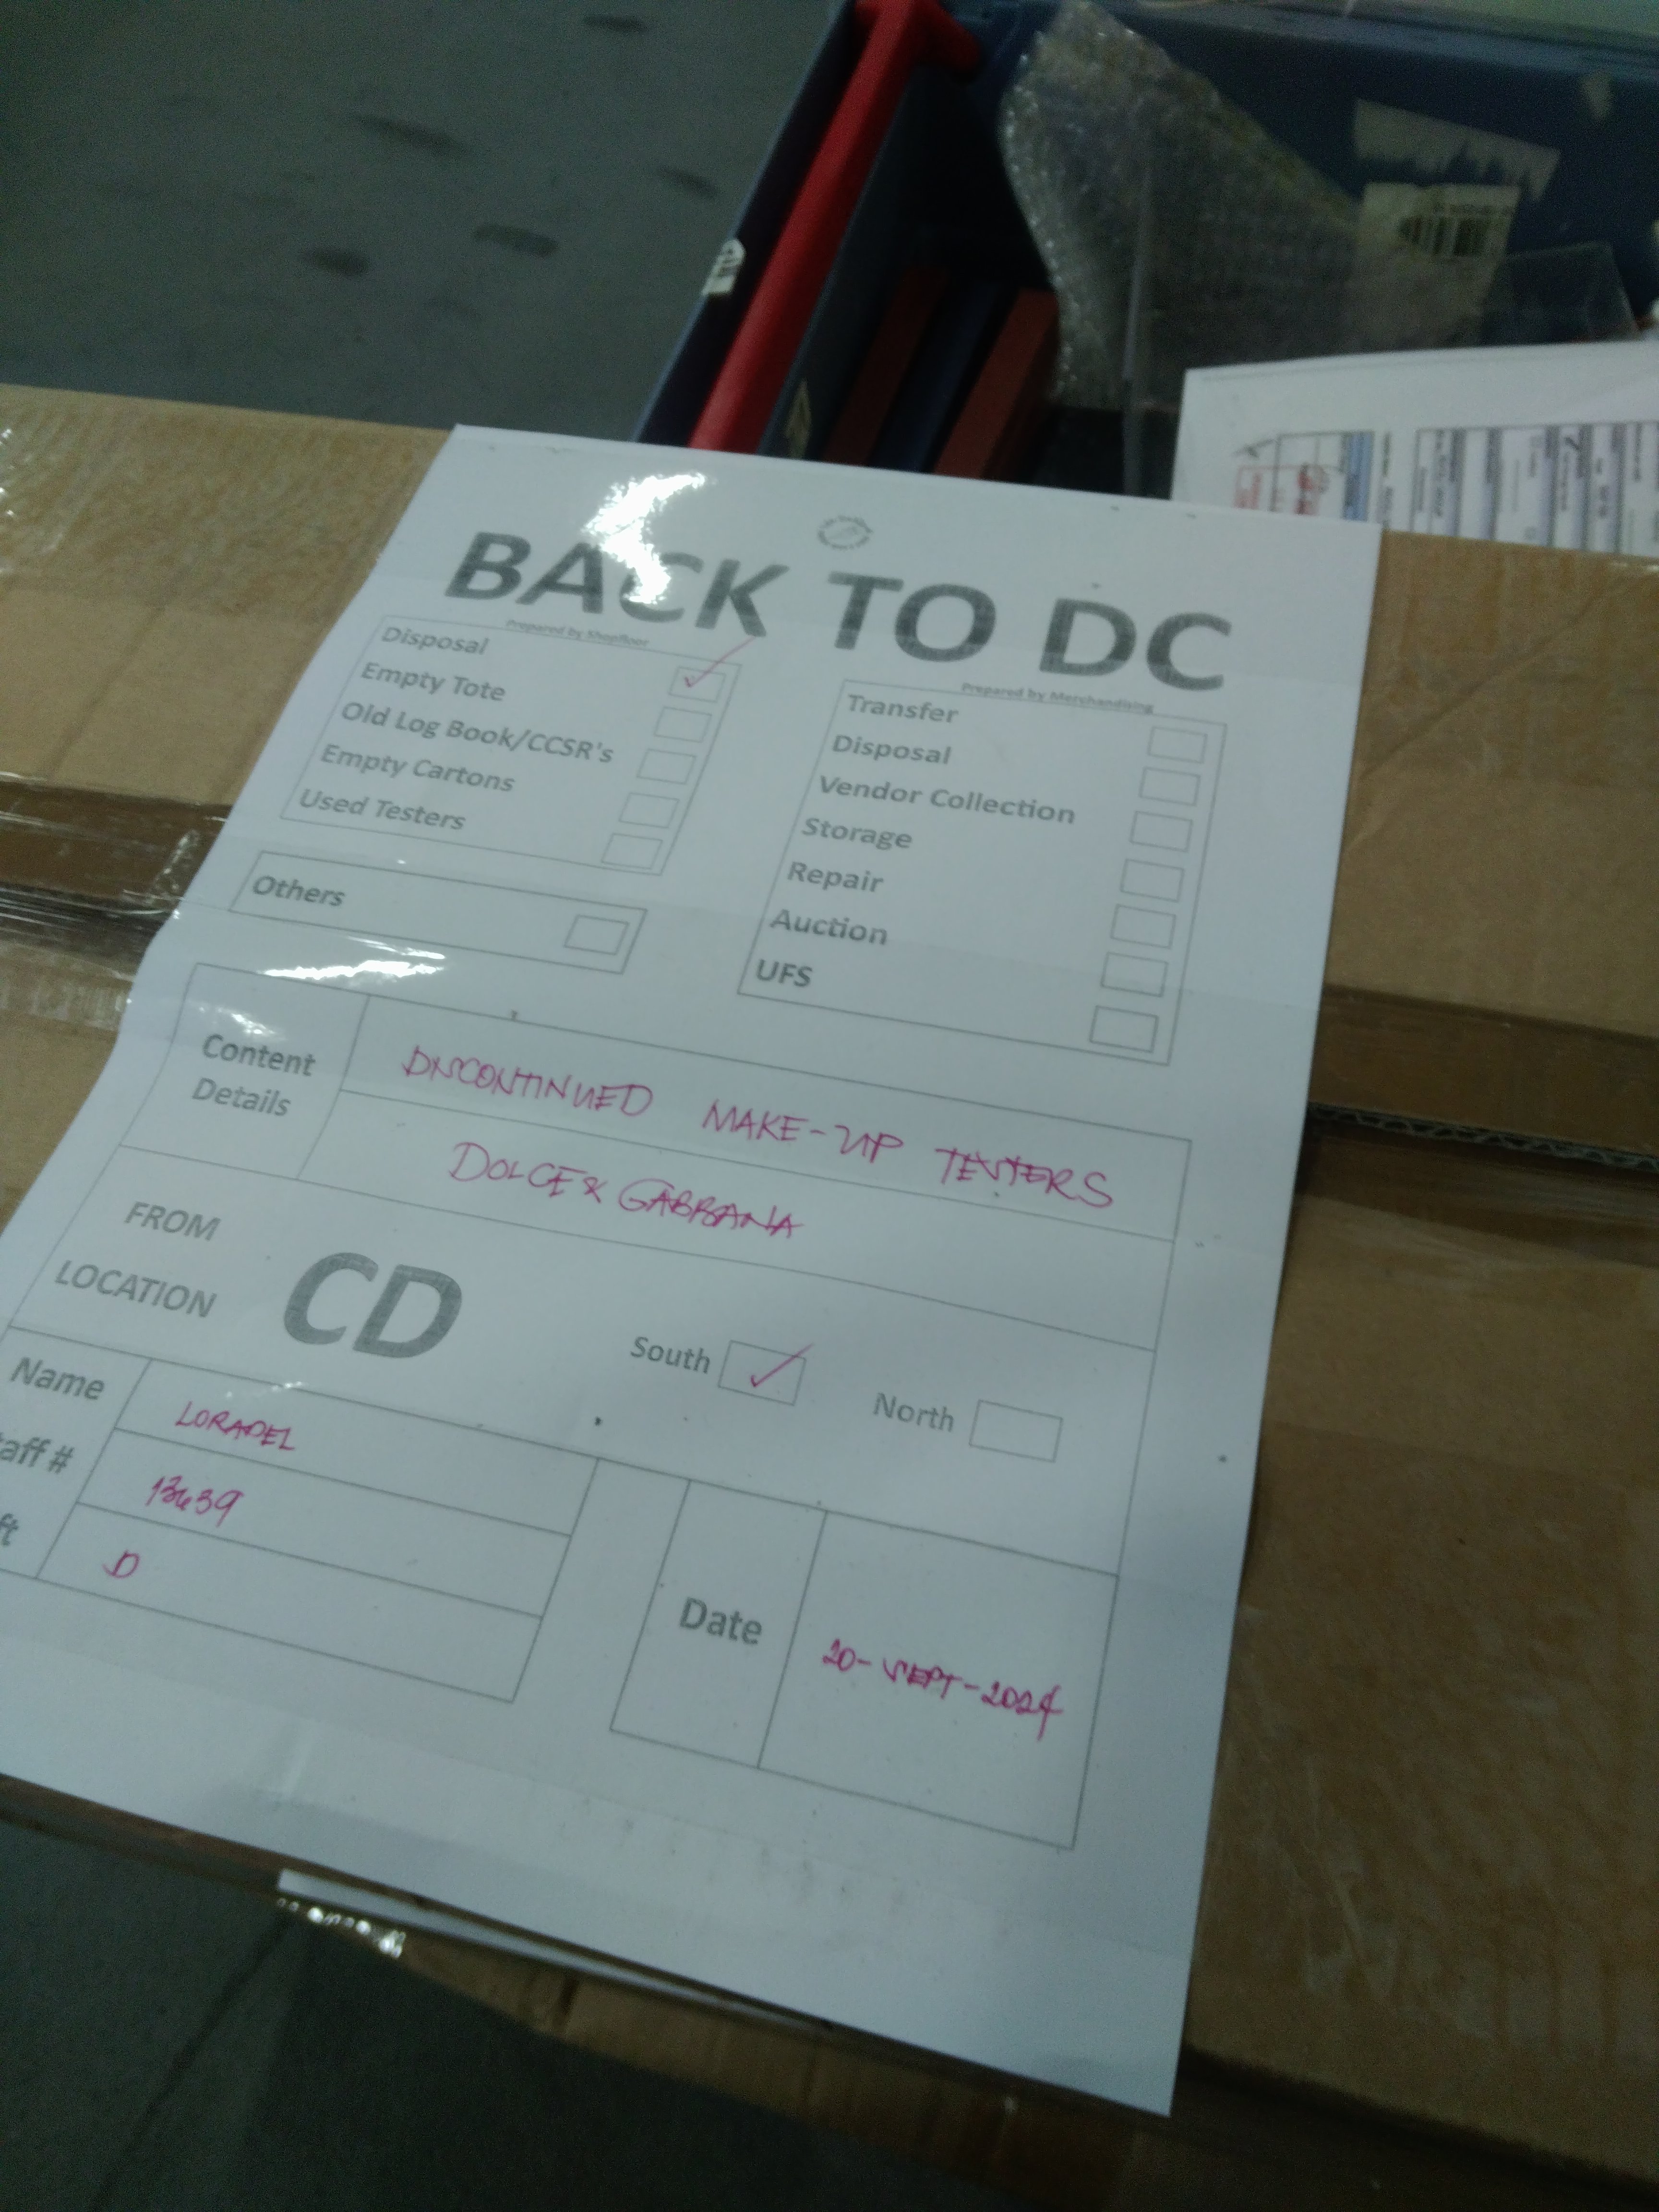 BACK TO DC
Prepared by Shopfloor
Disposal
Empty Tote
Old Log Book/CCSR's
Empty Cartons
Used Testers
Others
Prepared by Merchandising
Transfer
Disposal
Vendor Collection
Storage
Repair
Auction
UFS
Content Details
DISCONTINUED MAKE-UP TESTERS
DOLCE & GABBANA
FROM LOCATION
CD
South
North
Name
LORADEL
aff #
13639
ft
D
Date
20-SEPT-2024